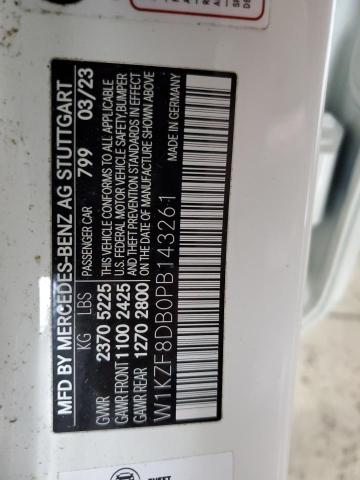 MFD BY MERCEDES-BENZ AG STUTTGART
PASSENGER CAR 799 03/23
KG LBS
GVWR 2370 5225
GAWR FRONT 1100 2425
GAWR REAR 1270 2800
THIS VEHICLE CONFORMS TO ALL APPLICABLE
U.S. FEDERAL MOTOR VEHICLE SAFETY, BUMPER
AND THEFT PREVENTION STANDARDS IN EFFECT
ON THE DATE OF MANUFACTURE SHOWN ABOVE
W1KZF8DB0PB143261
MADE IN GERMANY